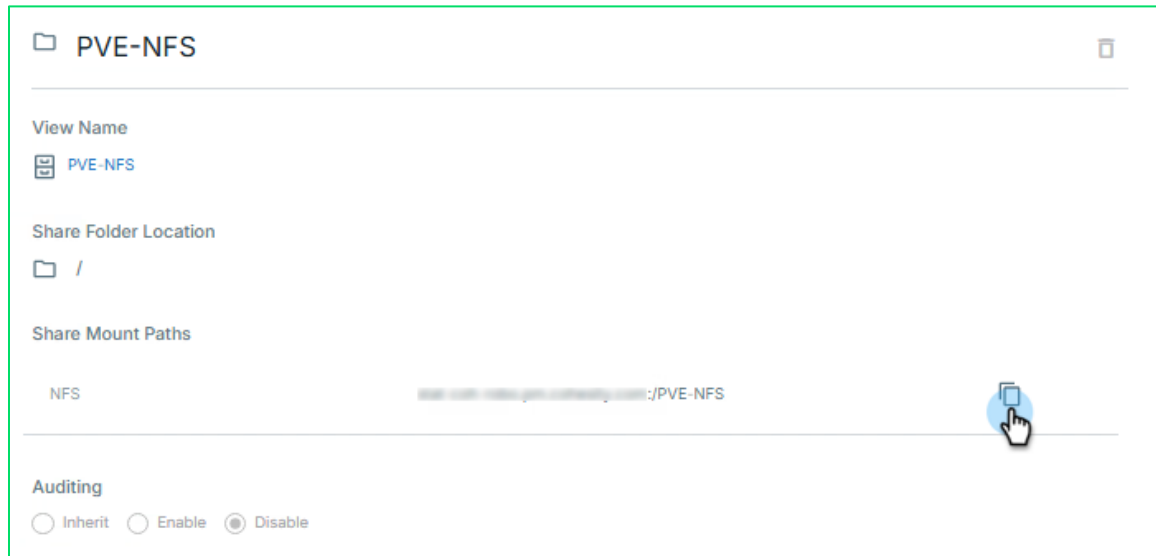 PVE-NFS
View Name
PVE-NFS
Share Folder Location
/
Share Mount Paths
NFS :/PVE-NFS
Auditing
Inherit Enable Disable